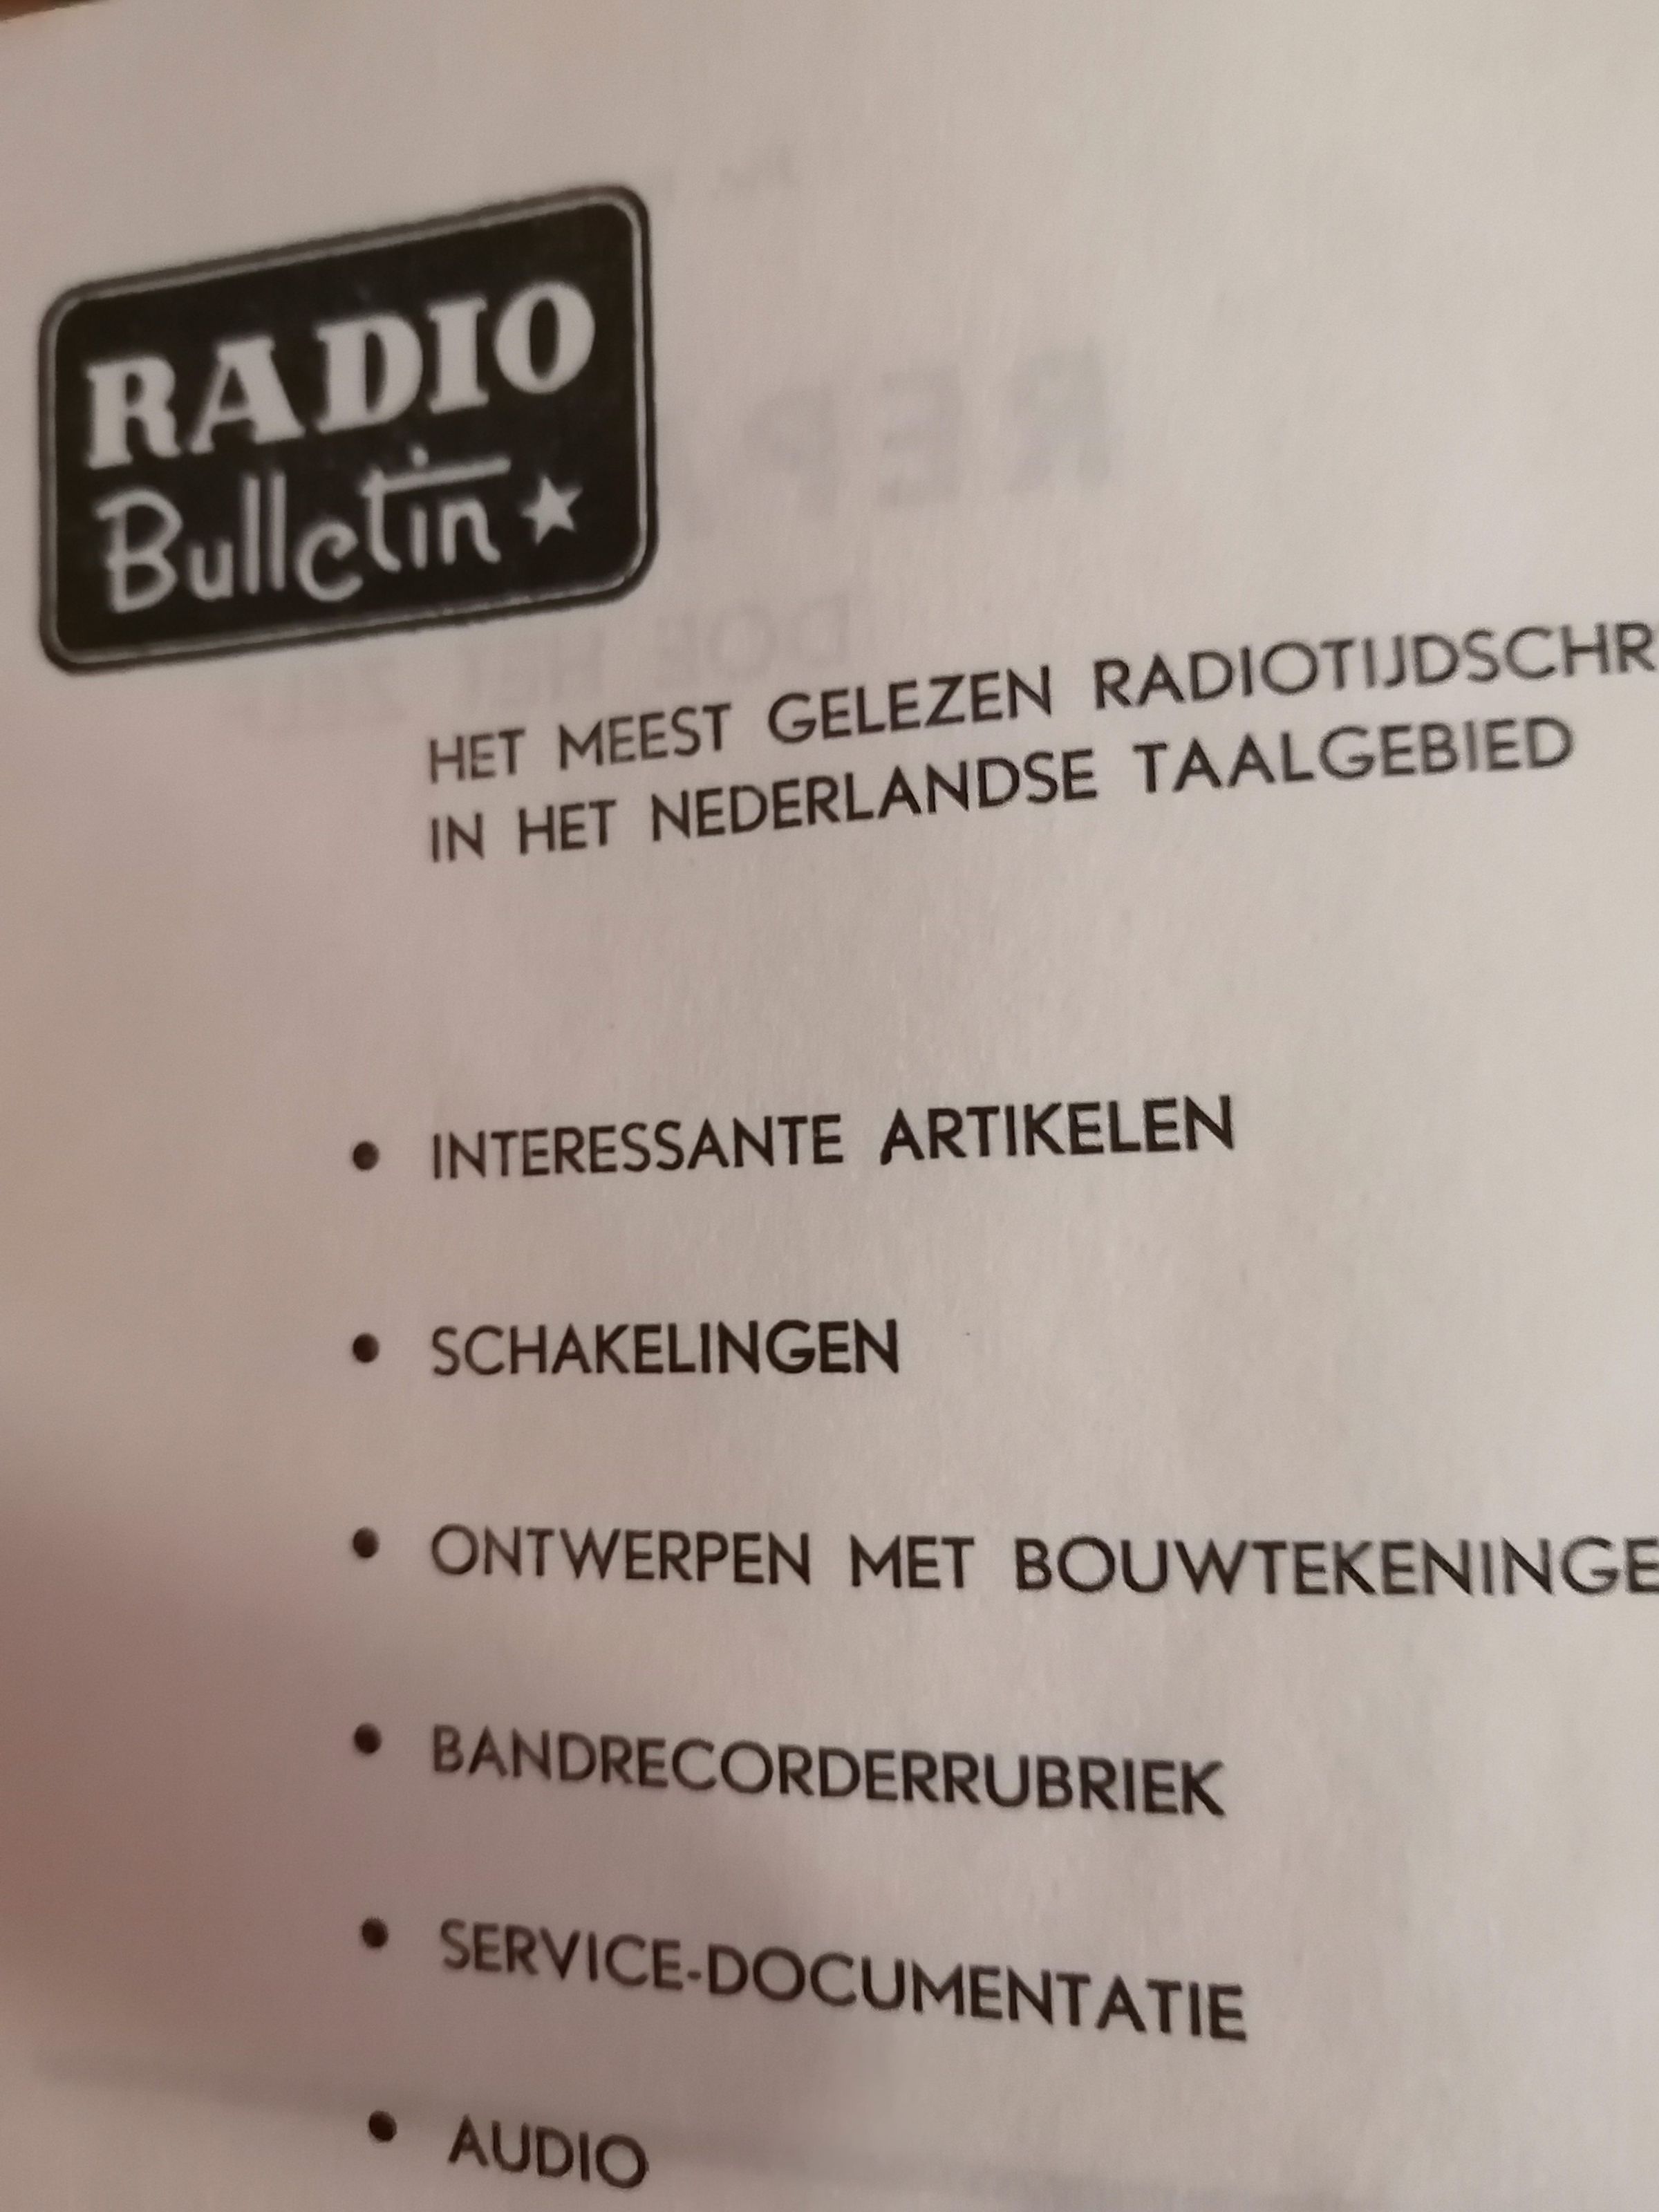 RADIO
Bulletin
HET MEEST GELEZEN RADIOTIJDSCHR
IN HET NEDERLANDSE TAALGEBIED
• INTERESSANTE ARTIKELEN
• SCHAKELINGEN
• ONTWERPEN MET BOUWTEKENINGE
• BANDRECORDERRUBRIEK
• SERVICE-DOCUMENTATIE
• AUDIO